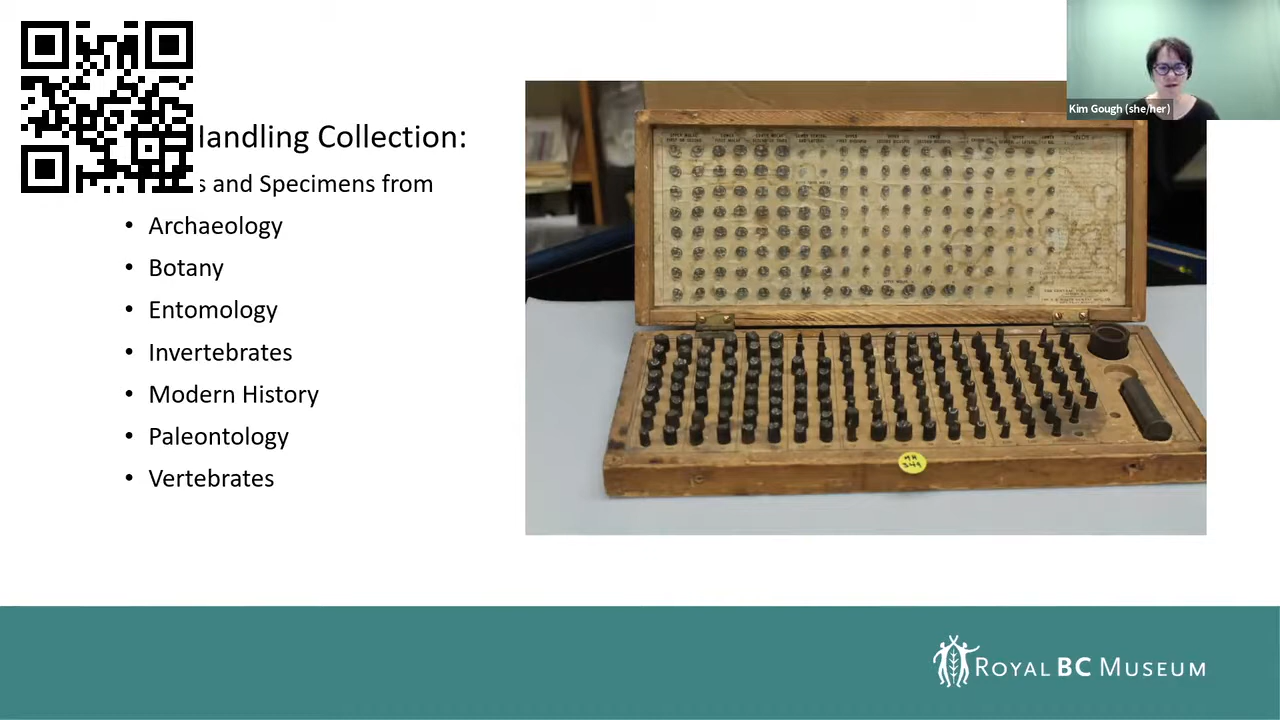 Kim Gough (she/her)
Handling Collection:
and Specimens from
• Archaeology
• Botany
• Entomology
• Invertebrates
• Modern History
• Paleontology
• Vertebrates
ROYAL BC MUSEUM